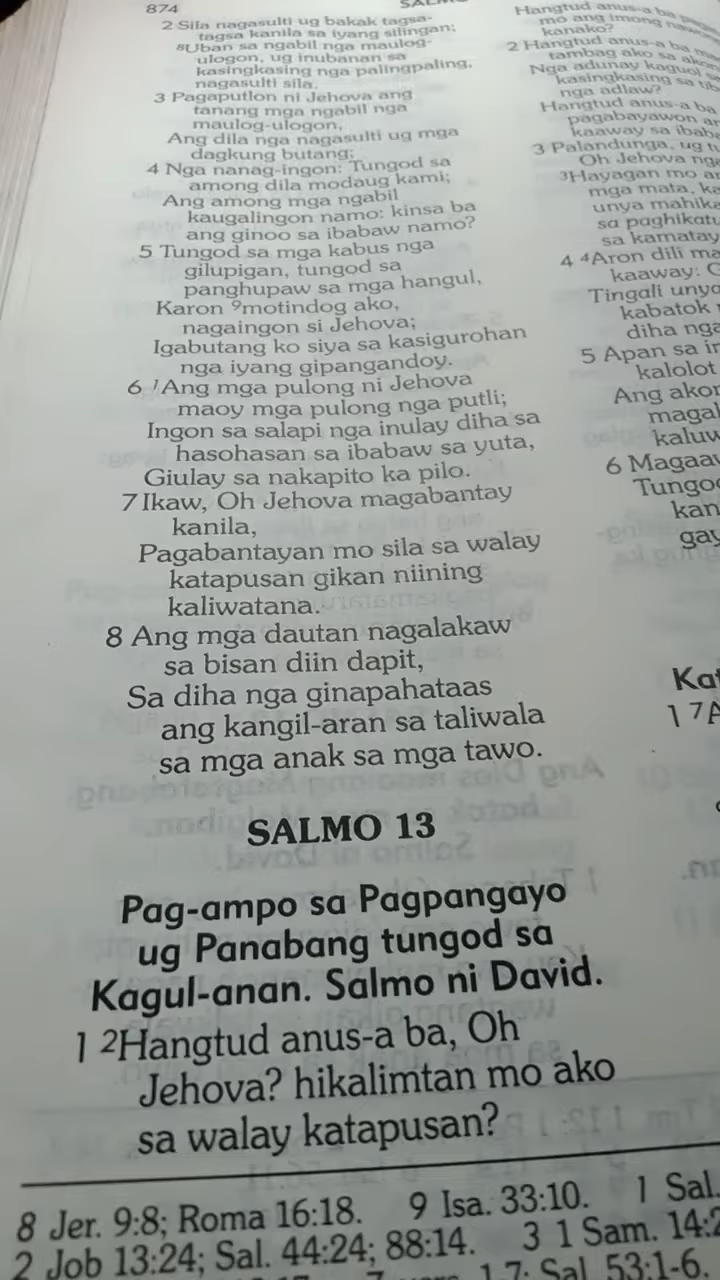 874
2 Sila nagasulti ug bakak tagsa-
tagsa kanila sa iyang silingan;
8Uban sa ngabil nga maulog-
ulogon, ug inubanan sa
kasingkasing nga palingpaling,
nagasulti sila.
3 Pagaputlon ni Jehova ang
tanang mga ngabil nga
maulog-ulogon,
Ang dila nga nagasulti ug mga
dagkung butang;
4 Nga nanag-ingon: Tungod sa
among dila modaug kami;
Ang among mga ngabil
kaugalingon namo: kinsa ba
ang ginoo sa ibabaw namo?
5 Tungod sa mga kabus nga
gilupigan, tungod sa
panghupaw sa mga hangul,
Karon 9motindog ako,
nagaingon si Jehova;
Igabutang ko siya sa kasigurohan
nga iyang gipangandoy.
6 1Ang mga pulong ni Jehova
maoy mga pulong nga putli;
Ingon sa salapi nga inulay diha sa
hasohasan sa ibabaw sa yuta,
Giulay sa nakapito ka pilo.
7 Ikaw, Oh Jehova magabantay
kanila,
Pagabantayan mo sila sa walay
katapusan gikan niining
kaliwatana.
8 Ang mga dautan nagalakaw
sa bisan diin dapit,
Sa diha nga ginapahataas
ang kangil-aran sa taliwala
sa mga anak sa mga tawo.
SALMO 13
Pag-ampo sa Pagpangayo
ug Panabang tungod sa
Kagul-anan. Salmo ni David.
1 2Hangtud anus-a ba, Oh
Jehova? hikalimtan mo ako
sa walay katapusan?
Hangtud anus-a ba
mo ang imong
kanako?
2 Hangtud anus-a ba
tambag ako sa
Nga adunay
kasingkasing sa
nga adlaw?
Hangtud anus-a ba
pagabayawon
kaaway sa
3 Palandunga, ug
Oh Jehova
3Hayagan mo
mga mata,
unya
sa
sa kamatay
4 4Aron dili
kaaway:
Tingali
kabatok
diha
5 Apan sa
kalolot
Ang
6
8 Jer. 9:8; Roma 16:18. 9 Isa. 33:10. 1 Sal.
2 Job 13:24; Sal. 44:24; 88:14. 3 1 Sam.
Sal. 53:1-6.